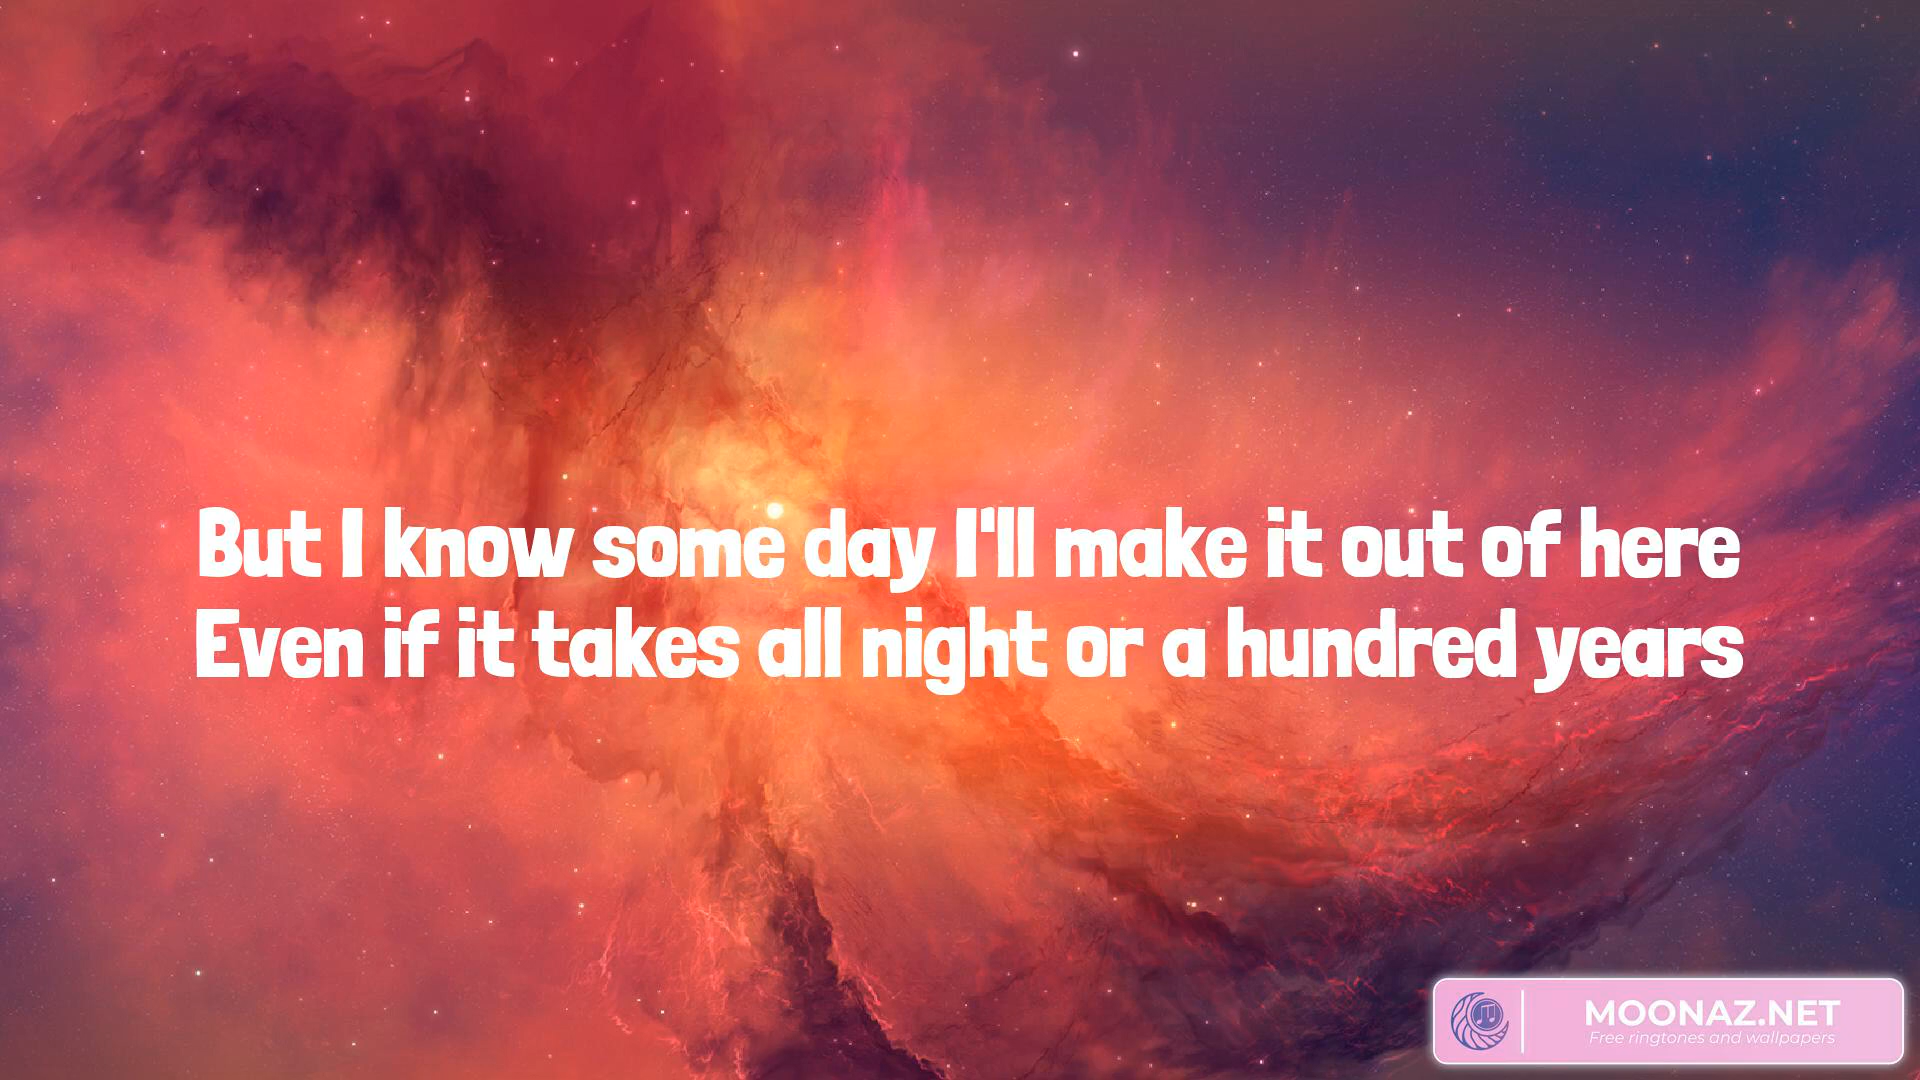 But I know some day I'll make it out of here
Even if it takes all night or a hundred years
MOONAZ.NET
Free ringtones and wallpapers